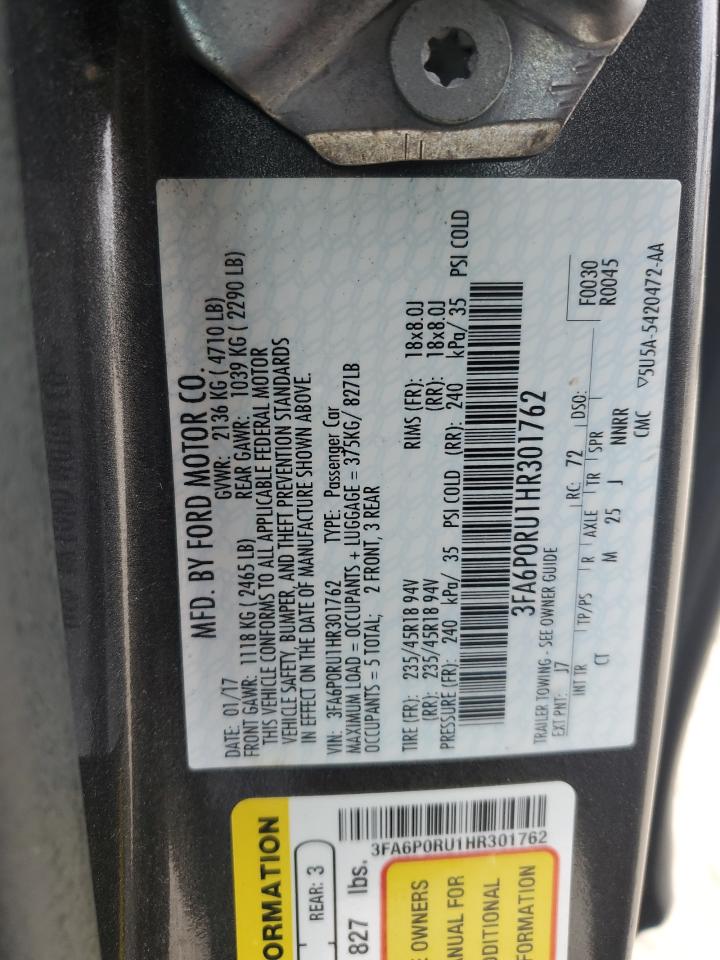 MFD. BY FORD MOTOR CO.
DATE: 01/17 GVWR: 2136 KG ( 4710 LB)
FRONT GAWR: 1118 KG ( 2465 LB) REAR GAWR: 1039 KG ( 2290 LB)
THIS VEHICLE CONFORMS TO ALL APPLICABLE FEDERAL MOTOR
VEHICLE SAFETY, BUMPER, AND THEFT PREVENTION STANDARDS
IN EFFECT ON THE DATE OF MANUFACTURE SHOWN ABOVE.
VIN: 3FA6P0RU1HR301762 TYPE: Passenger Car
MAXIMUM LOAD = OCCUPANTS + LUGGAGE = 375KG/ 827LB
OCCUPANTS = 5 TOTAL; 2 FRONT, 3 REAR
TIRE (FR): 235/45R18 94V RIMS (FR): 18x8.0J
(RR): 235/45R18 94V (RR): 18x8.0J
PRESSURE (FR): 240 kPa/ 35 PSI COLD (RR): 240 kPa/ 35 PSI COLD
3FA6P0RU1HR301762
TRAILER TOWING - SEE OWNER GUIDE
EXT PNT: J7 RC: 72 DSO: F0030
R0045
INT TR TP/PS R AXLE TR SPR
CT M 25 J NNRR
CMC ▽5U5A-5420472-AA
ORMATION
REAR: 3
827 lbs.
3FA6P0RU1HR301762
E OWNERS
ANUAL FOR
DDITIONAL
FORMATION